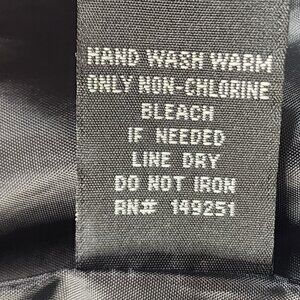 HAND WASH WARM
ONLY NON-CHLORINE
BLEACH
IF NEEDED
LINE DRY
DO NOT IRON
RN# 149251